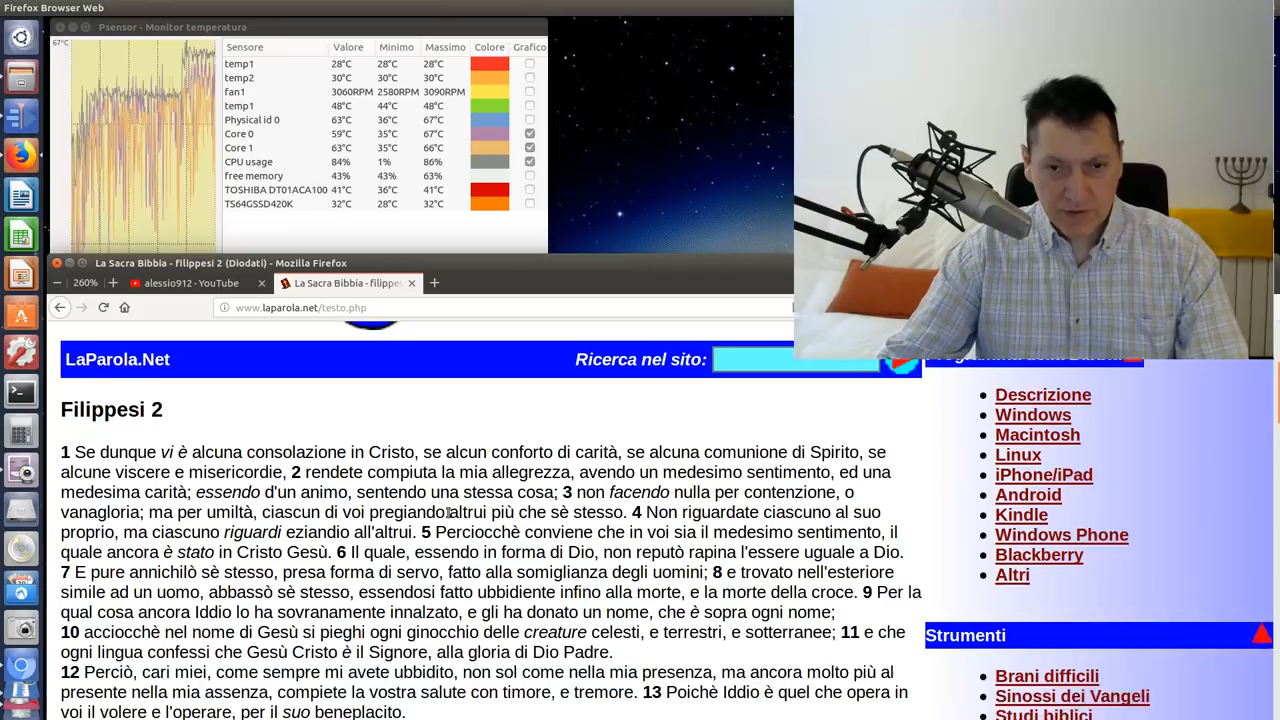 Firefox Browser Web
Psensor - Monitor temperatura
67°C
Sensore Valore Minimo Massimo Colore Grafico
temp1 28°C 28°C 28°C
temp2 30°C 30°C 30°C
fan1 3060RPM 2580RPM 3090RPM
temp1 48°C 44°C 48°C
Physical id 0 63°C 36°C 67°C
Core 0 59°C 35°C 67°C
Core 1 63°C 35°C 66°C
CPU usage 84% 1% 86%
free memory 43% 43% 63%
TOSHIBA DT01ACA100 41°C 36°C 41°C
TS64GSSD420K 32°C 28°C 32°C
La Sacra Bibbia - filippesi 2 (Diodati) - Mozilla Firefox
260% alessio912 - YouTube La Sacra Bibbia - filippes
www.laparola.net/testo.php
LaParola.Net Ricerca nel sito:
Filippesi 2
1 Se dunque vi è alcuna consolazione in Cristo, se alcun conforto di carità, se alcuna comunione di Spirito, se
alcune viscere e misericordie, 2 rendete compiuta la mia allegrezza, avendo un medesimo sentimento, ed una
medesima carità; essendo d'un animo, sentendo una stessa cosa; 3 non facendo nulla per contenzione, o
vanagloria; ma per umiltà, ciascun di voi pregiando altrui più che sè stesso. 4 Non riguardate ciascuno al suo
proprio, ma ciascuno riguardi eziandio all'altrui. 5 Perciocchè conviene che in voi sia il medesimo sentimento, il
quale ancora è stato in Cristo Gesù. 6 Il quale, essendo in forma di Dio, non reputò rapina l'essere uguale a Dio.
7 E pure annichilò sè stesso, presa forma di servo, fatto alla somiglianza degli uomini; 8 e trovato nell'esteriore
simile ad un uomo, abbassò sè stesso, essendosi fatto ubbidiente infino alla morte, e la morte della croce. 9 Per la
qual cosa ancora Iddio lo ha sovranamente innalzato, e gli ha donato un nome, che è sopra ogni nome;
10 acciocchè nel nome di Gesù si pieghi ogni ginocchio delle creature celesti, e terrestri, e sotterranee; 11 e che
ogni lingua confessi che Gesù Cristo è il Signore, alla gloria di Dio Padre.
12 Perciò, cari miei, come sempre mi avete ubbidito, non sol come nella mia presenza, ma ancora molto più al
presente nella mia assenza, compiete la vostra salute con timore, e tremore. 13 Poichè Iddio è quel che opera in
voi il volere e l'operare, per il suo beneplacito.
Descrizione
Windows
Macintosh
Linux
iPhone/iPad
Android
Kindle
Windows Phone
Blackberry
Altri
Strumenti
Brani difficili
Sinossi dei Vangeli
Studi biblici